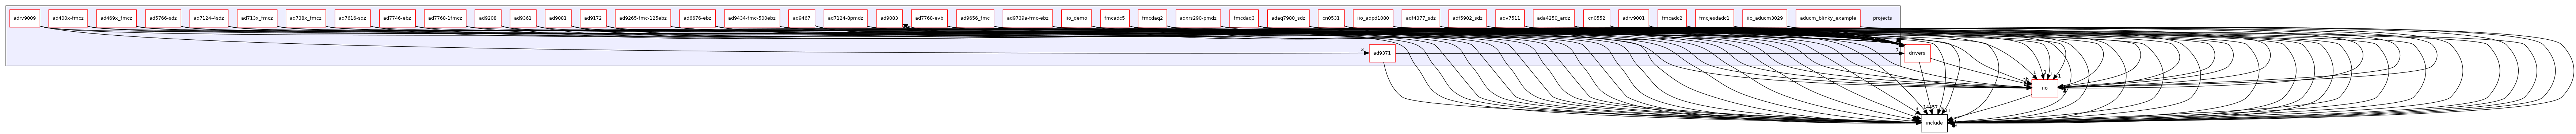 adrv9009 ad400x-fmcz ad469x_fmcz ad5766-sdz ad7124-4sdz ad713x_fmcz ad738x_fmcz ad7616-sdz ad7746-ebz ad7768-1fmcz ad9208 ad9361 ad9081 ad9172 ad9265-fmc-125ebz ad6676-ebz ad9434-fmc-500ebz ad9467 ad7124-8pmdz ad9083 ad7768-evb ad9656_fmc ad9739a-fmc-ebz iio_demo fmcadc5 fmcdaq2 adxrs290-pmdz fmcdaq3 adaq7980_sdz cn0531 iio_adpd1080 adf4377_sdz adf5902_sdz adv7511 ada4250_ardz cn0552 adrv9001 fmcadc2 fmcjesdadc1 iio_aducm3029 aducm_blinky_example projects
ad9371 drivers
iio
include